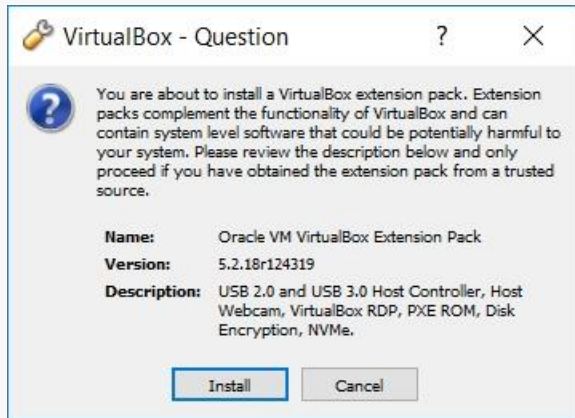 VirtualBox - Question
?
You are about to install a VirtualBox extension pack. Extension
packs complement the functionality of VirtualBox and can
contain system level software that could be potentially harmful to
your system. Please review the description below and only
proceed if you have obtained the extension pack from a trusted
source.
Name: Oracle VM VirtualBox Extension Pack
Version: 5.2.18r124319
Description: USB 2.0 and USB 3.0 Host Controller, Host
Webcam, VirtualBox RDP, PXE ROM, Disk
Encryption, NVMe.
Install Cancel